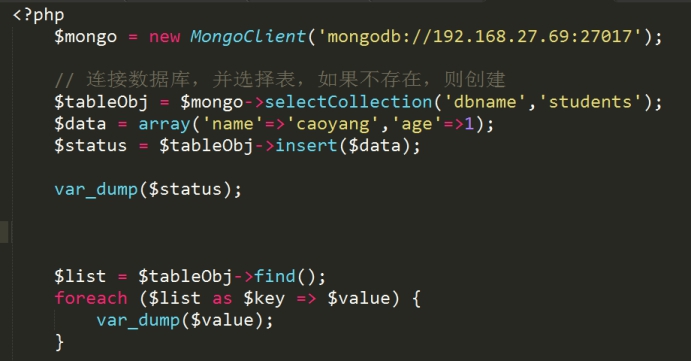 <?php
$mongo = new MongoClient('mongodb://192.168.27.69:27017');
// 连接数据库，并选择表，如果不存在，则创建
$tableObj = $mongo->selectCollection('dbname','students');
$data = array('name'=>'caoyang','age'=>1);
$status = $tableObj->insert($data);
var_dump($status);
$list = $tableObj->find();
foreach ($list as $key => $value) {
var_dump($value);
}